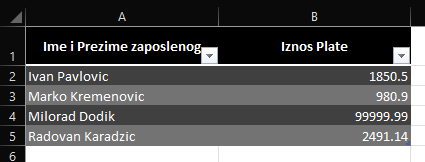 A B
1 Ime i Prezime zaposlenog Iznos Plate
2 Ivan Pavlovic 1850.5
3 Marko Kremenovic 980.9
4 Milorad Dodik 99999.99
5 Radovan Karadzic 2491.14
6